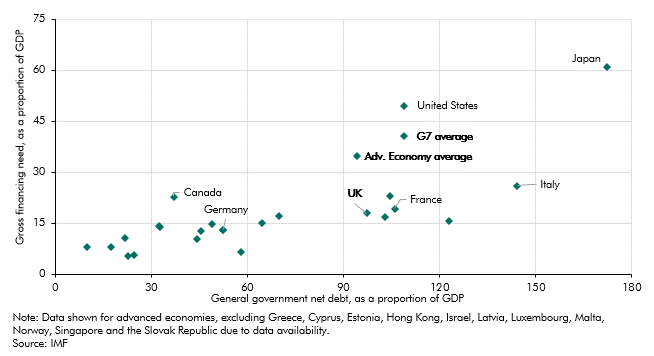 Gross financing need, as a proportion of GDP
75
60
45
30
15
0
Japan
United States
G7 average
Adv. Economy average
Canada
UK
Italy
Germany
France
0 30 60 90 120 150 180
General government net debt, as a proportion of GDP
Note: Data shown for advanced economies, excluding Greece, Cyprus, Estonia, Hong Kong, Israel, Latvia, Luxembourg, Malta,
Norway, Singapore and the Slovak Republic due to data availability.
Source: IMF